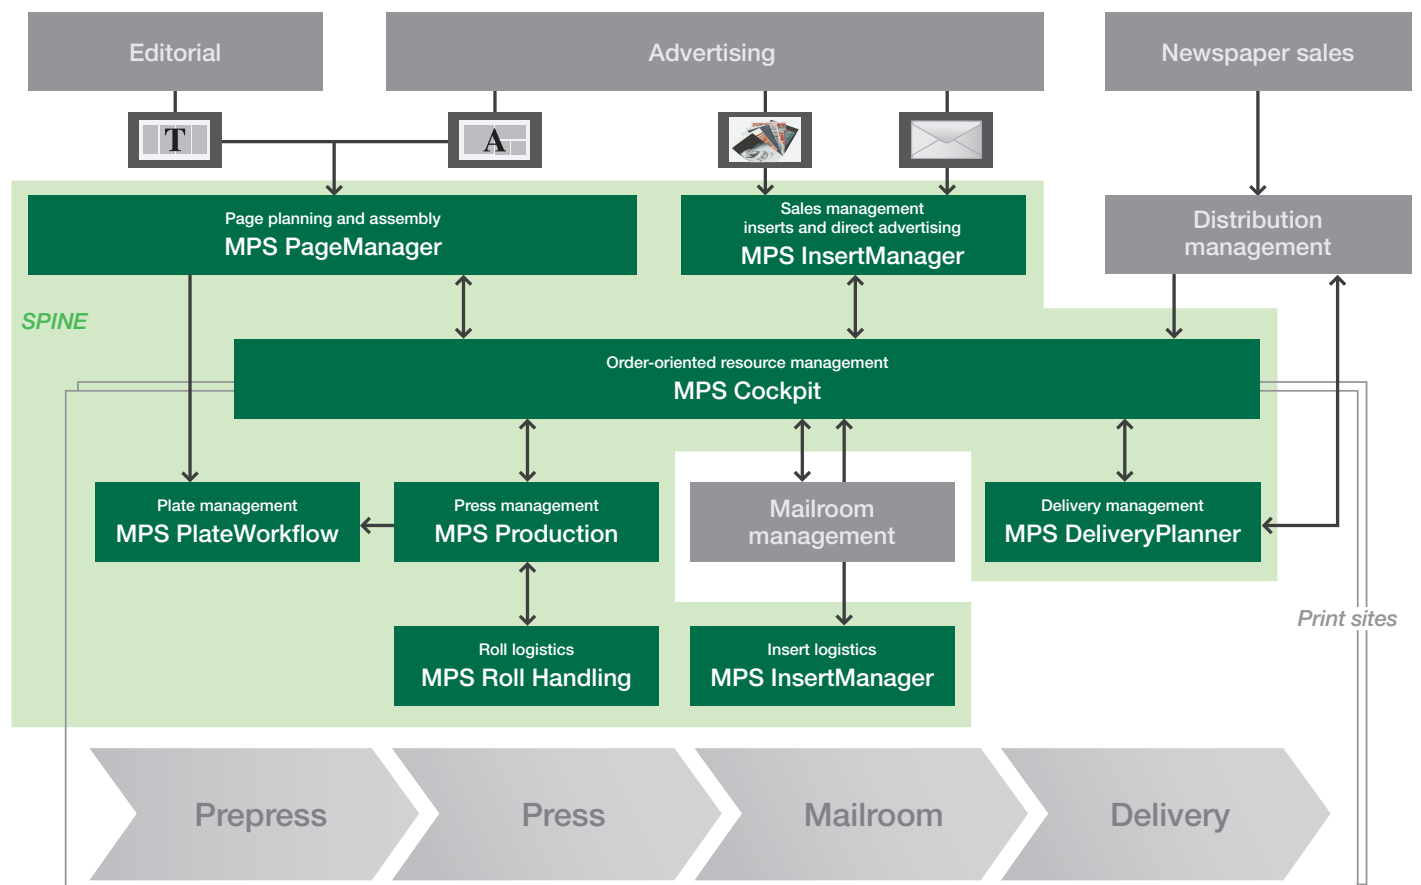 Editorial
Advertising
Newspaper sales
T
A
Page planning and assembly
MPS PageManager
Sales management
inserts and direct advertising
MPS InsertManager
Distribution
management
SPINE
Order-oriented resource management
MPS Cockpit
Plate management
MPS PlateWorkflow
Press management
MPS Production
Mailroom
management
Delivery management
MPS DeliveryPlanner
Print sites
Roll logistics
MPS Roll Handling
Insert logistics
MPS InsertManager
Prepress
Press
Mailroom
Delivery